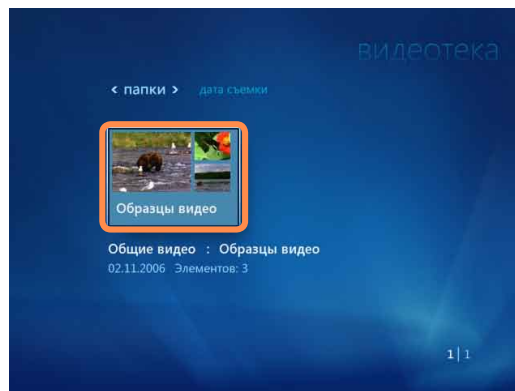 видеотека
< папки > дата съемки
Образцы видео
Общие видео : Образцы видео
02.11.2006 Элементов: 3
1 | 1